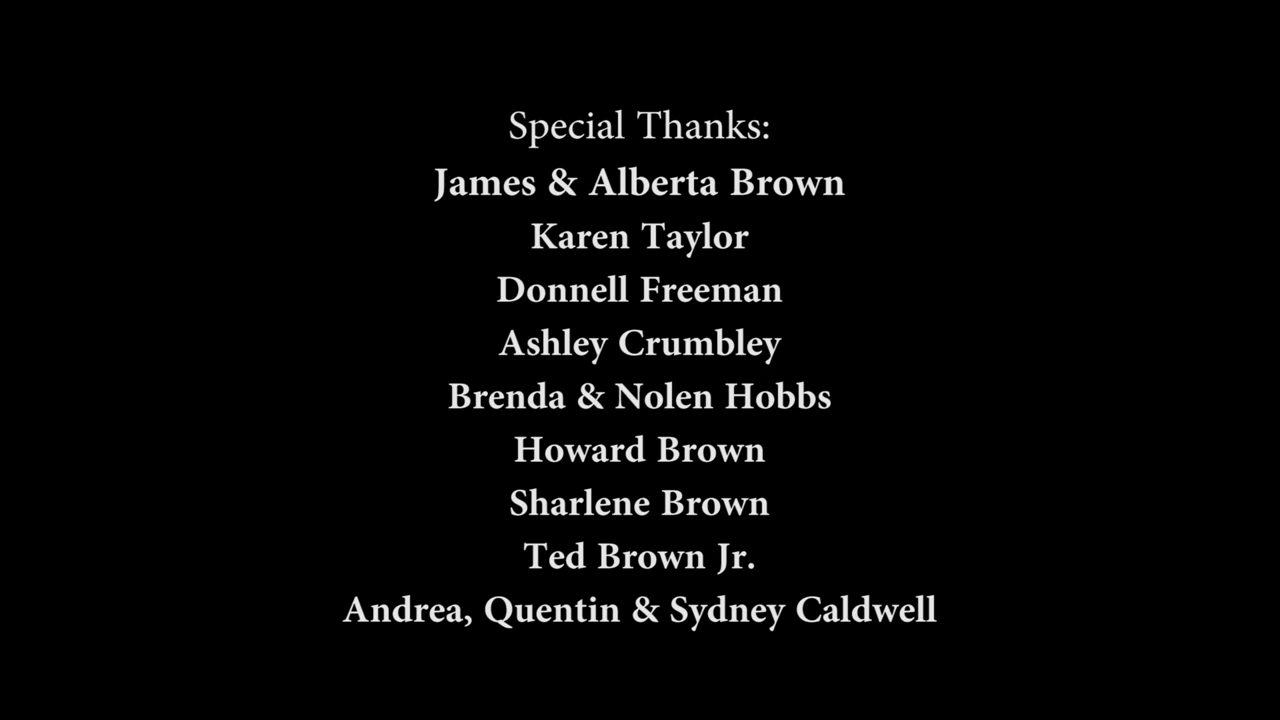 Special Thanks:
James & Alberta Brown
Karen Taylor
Donnell Freeman
Ashley Crumbley
Brenda & Nolen Hobbs
Howard Brown
Sharlene Brown
Ted Brown Jr.
Andrea, Quentin & Sydney Caldwell